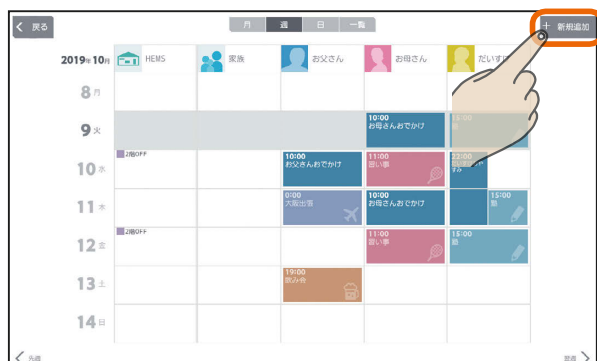 戻る
月 週 日 一覧
新規追加
2019年10月 HEMS 家族 お父さん お母さん だいすけ
8月
9火
10:00
お母さんおでかけ
15:00
塾
10水
2階OFF
10:00
お父さんおでかけ
11:00
習い事
22:00
11木
0:00
大阪出張
10:00
お母さんおでかけ
15:00
塾
12金
2階OFF
11:00
習い事
15:00
塾
13土
19:00
飲み会
14日
先週
翌週